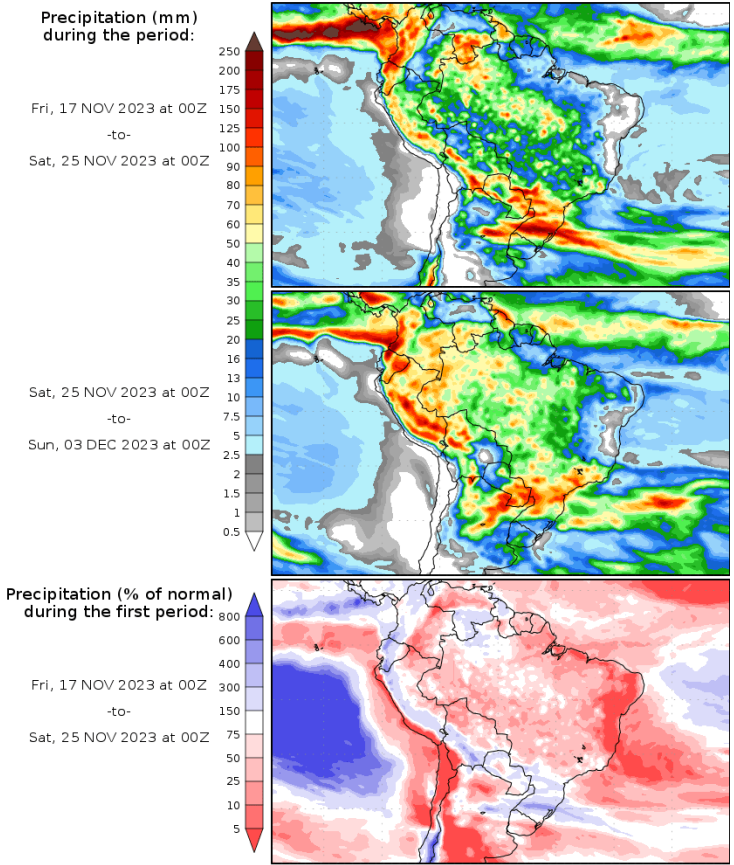 Precipitation (mm)
during the period:
250
200
175
150
125
100
90
80
70
60
50
40
35
30
25
20
16
13
10
7.5
5
2.5
2
1.5
1
0.5
Fri, 17 NOV 2023 at 00Z
-to-
Sat, 25 NOV 2023 at 00Z
Sat, 25 NOV 2023 at 00Z
-to-
Sun, 03 DEC 2023 at 00Z
Precipitation (% of normal)
during the first period:
800
600
400
300
150
75
50
25
10
5
Fri, 17 NOV 2023 at 00Z
-to-
Sat, 25 NOV 2023 at 00Z